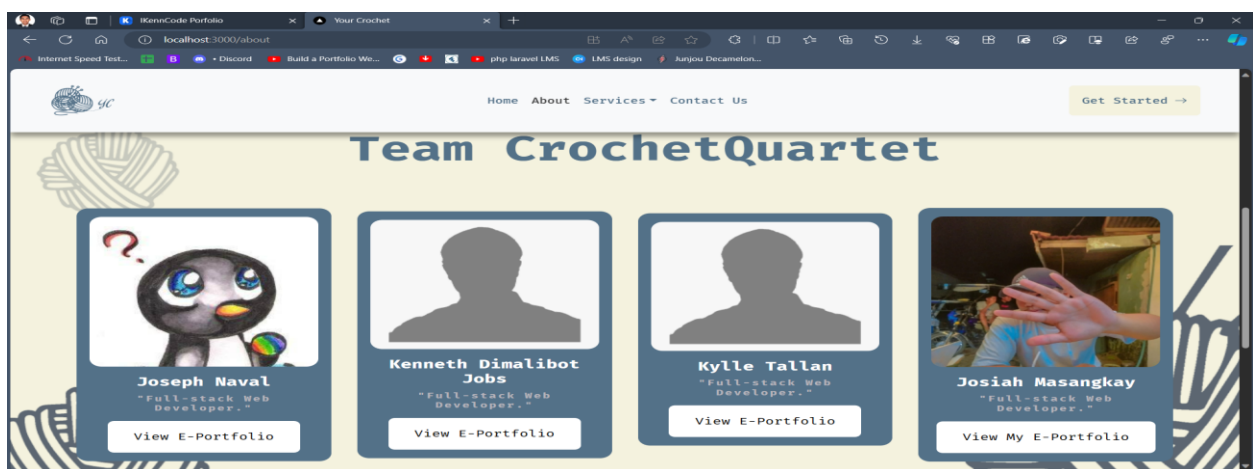 IKennCode Porfolio
Your Crochet
localhost:3000/about
Internet Speed Test...
B
• Discord
Build a Portfolio We...
G
php laravel LMS
LMS design
Junjou Decamelon...
YC
Home About Services Contact Us
Get Started →
Team CrochetQuartet
?
Joseph Naval
"Full-stack Web
Developer."
View E-Portfolio
Kenneth Dimalibot
Jobs
"Full-stack Web
Developer."
View E-Portfolio
Kylle Tallan
"Full-stack Web
Developer."
View E-Portfolio
Josiah Masangkay
"Full-stack Web
Developer."
View My E-Portfolio